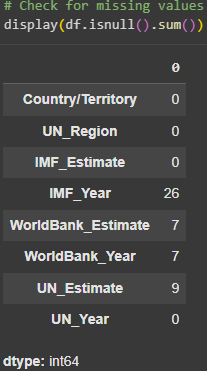 # Check for missing values
display(df.isnull().sum())
0
Country/Territory 0
UN_Region 0
IMF_Estimate 0
IMF_Year 26
WorldBank_Estimate 7
WorldBank_Year 7
UN_Estimate 9
UN_Year 0
dtype: int64